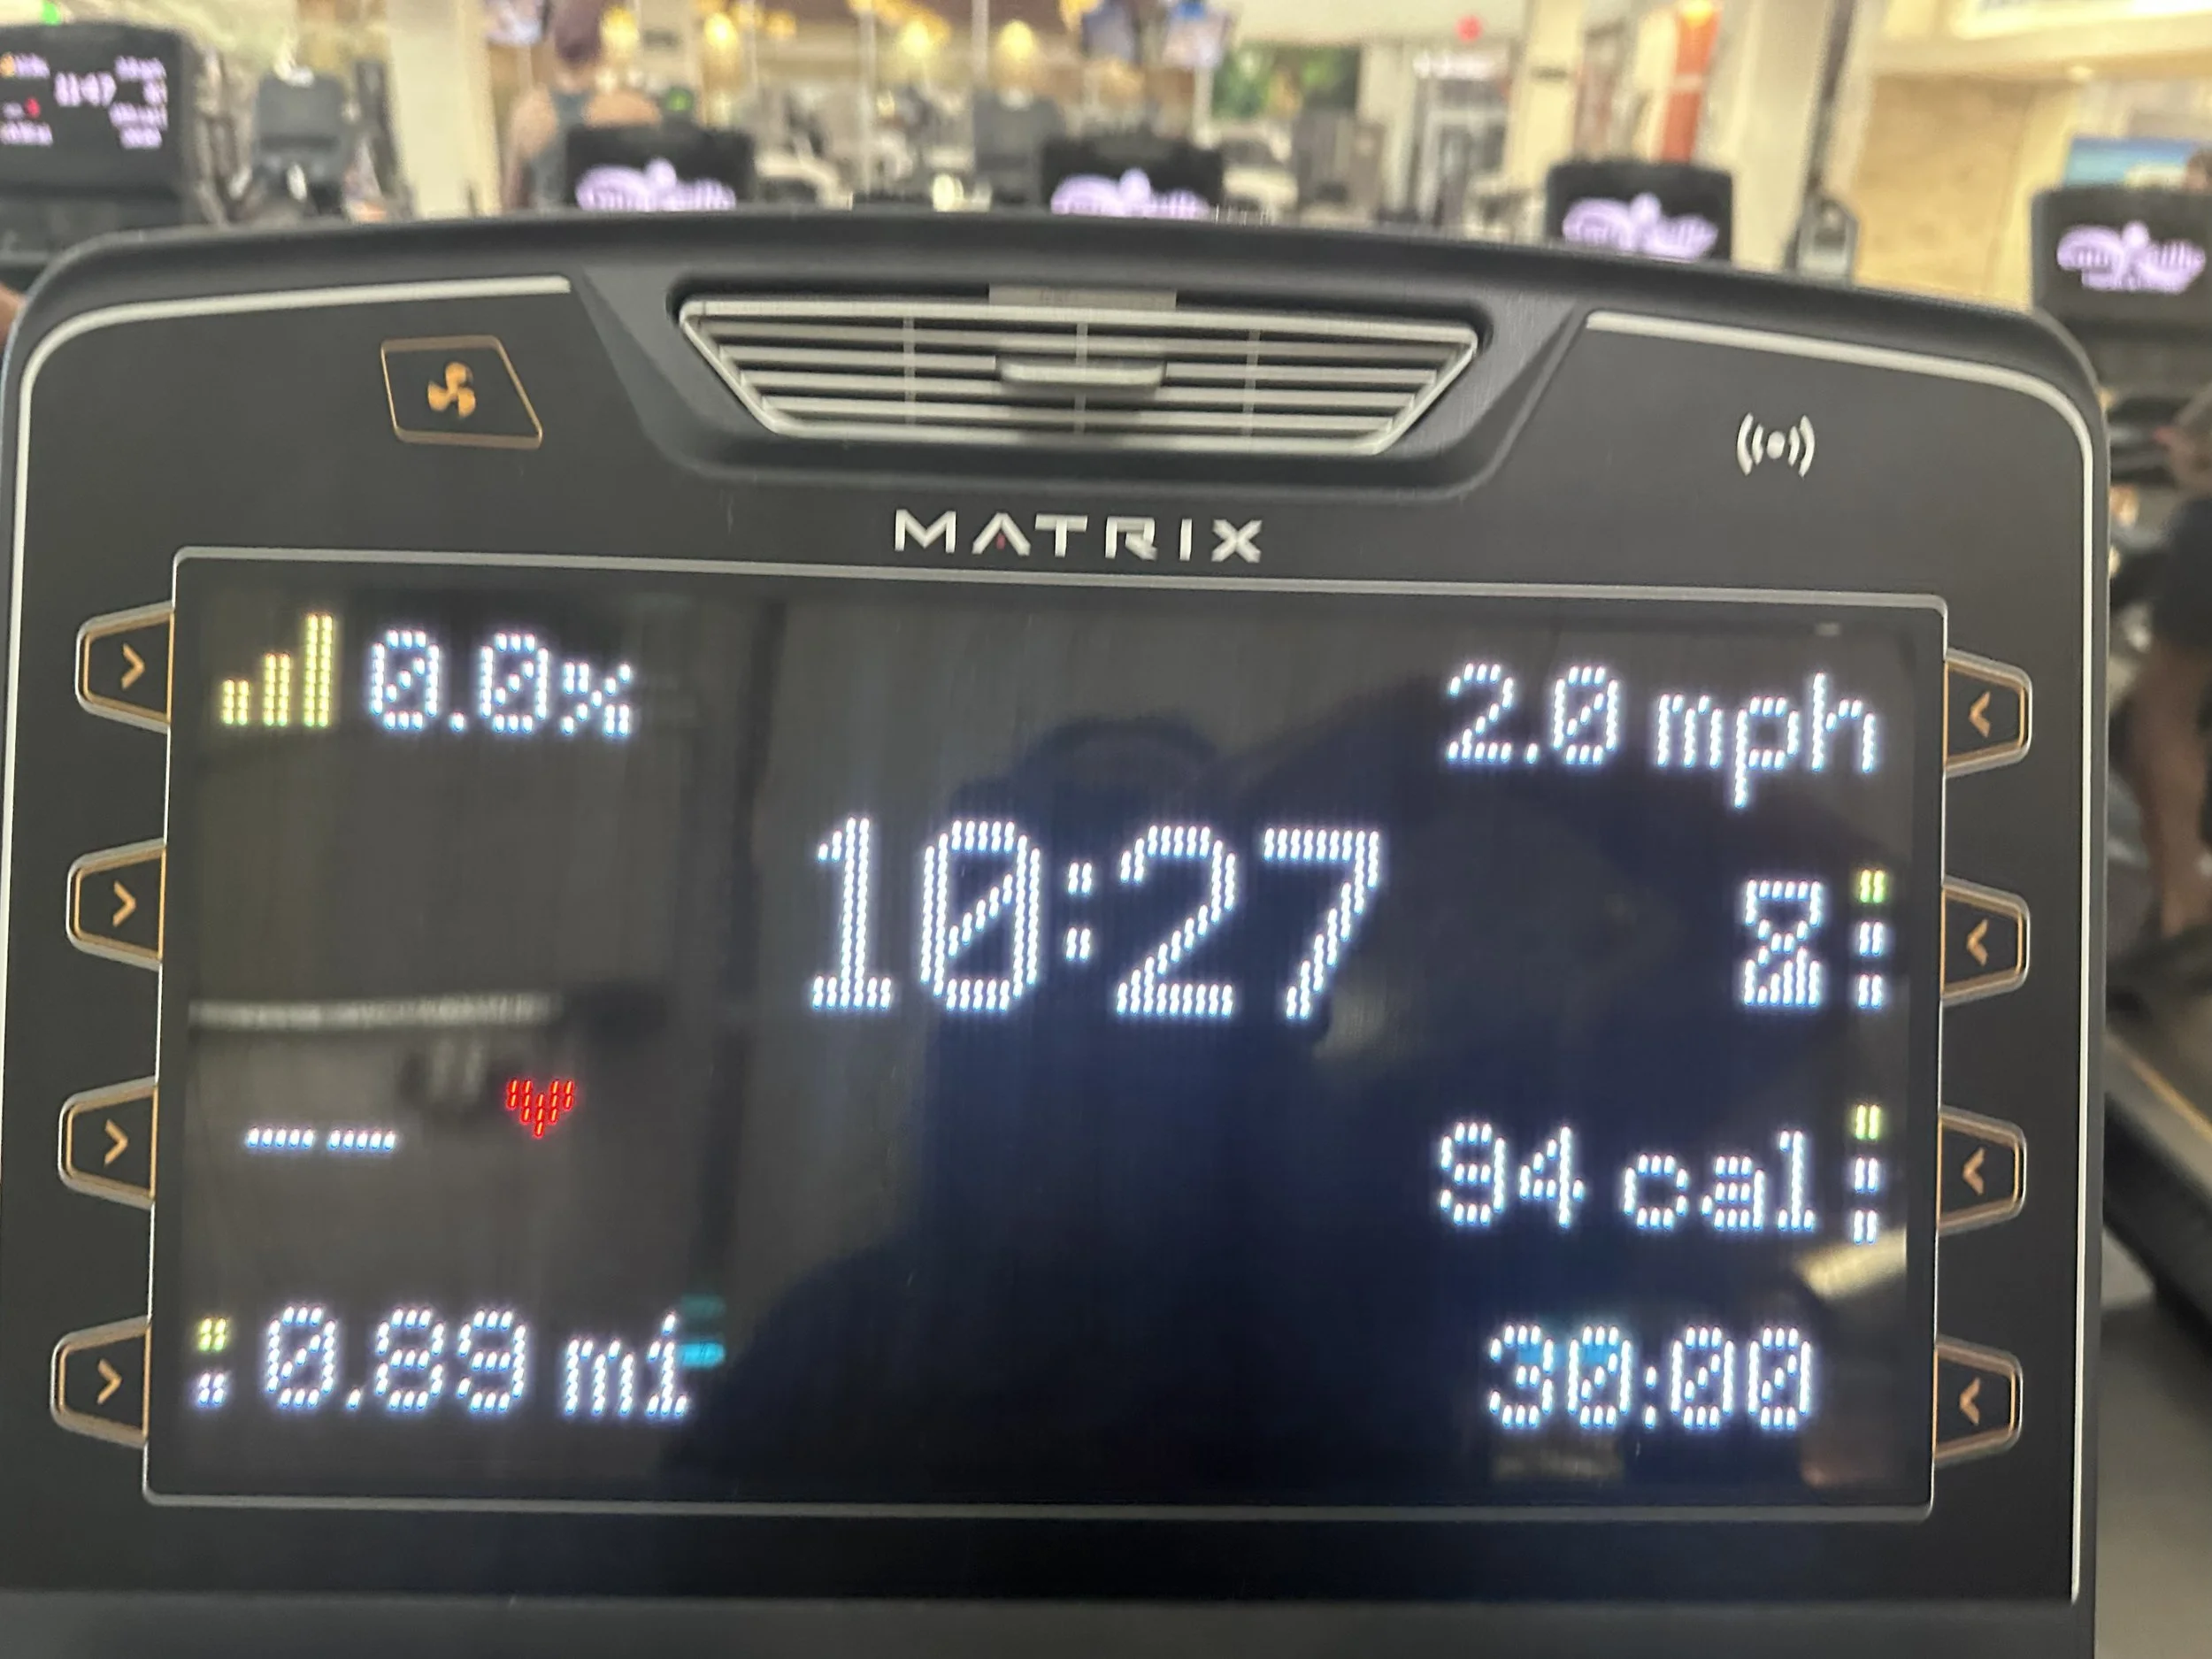 MATRIX
0.0%
2.0 mph
10:27
--
94 cal
0.89 mi
30:00